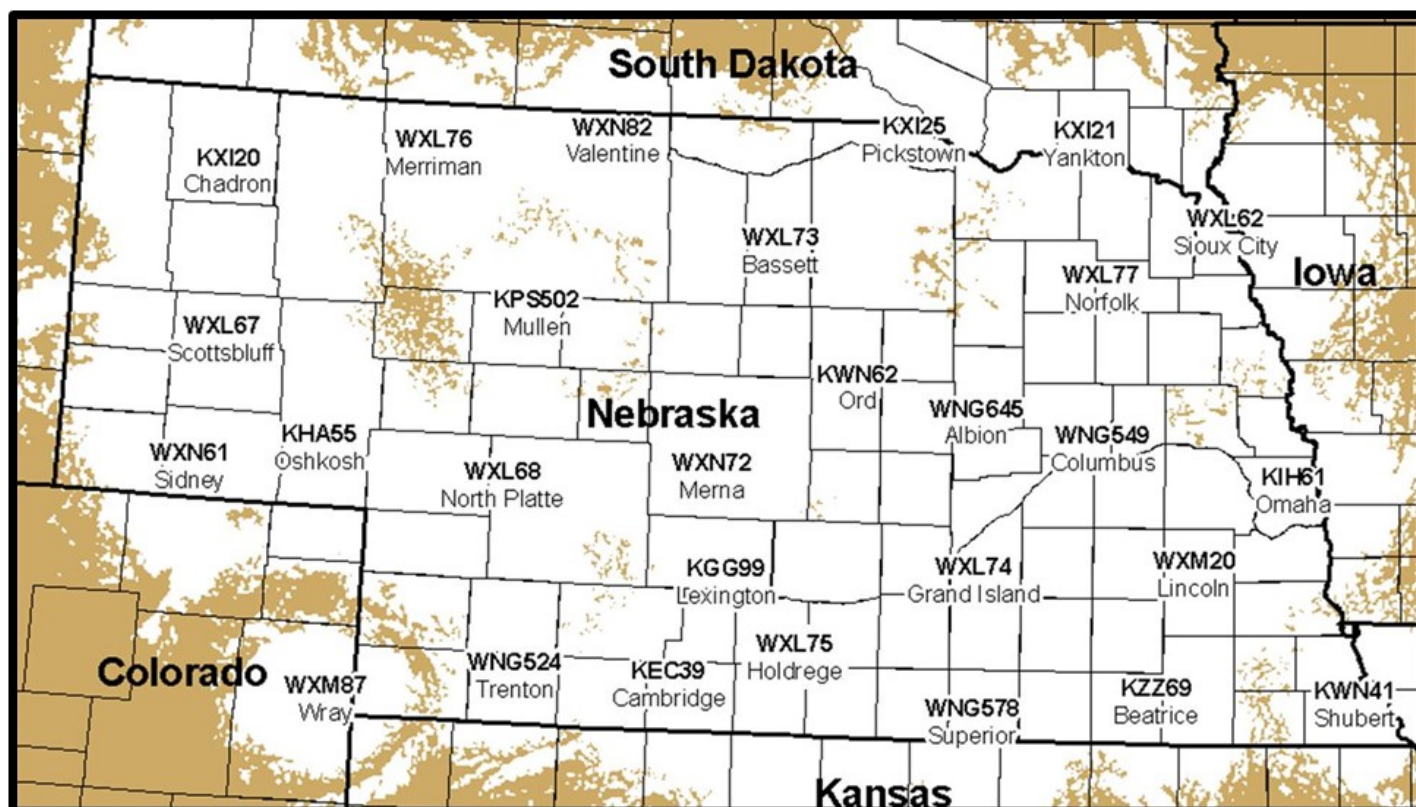 South Dakota
WXL76
Merriman
WXN82
Valentine
KXI25
Pickstown
KXI21
Yankton
KXI20
Chadron
WXL73
Bassett
WXL62
Sioux City
WXL77
Norfolk
Iowa
KPS502
Mullen
WXL67
Scottsbluff
KWN62
Ord
Nebraska
WNG645
Albion
WNG549
Columbus
KHA55
Oshkosh
WXN61
Sidney
WXL68
North Platte
WXN72
Merna
KIH61
Omaha
KGG99
Lexington
WXL74
Grand Island
WXM20
Lincoln
Colorado
WXM87
Wray
WNG524
Trenton
KEC39
Cambridge
WXL75
Holdrege
WNG578
Superior
KZZ69
Beatrice
KWN41
Shubert
Kansas